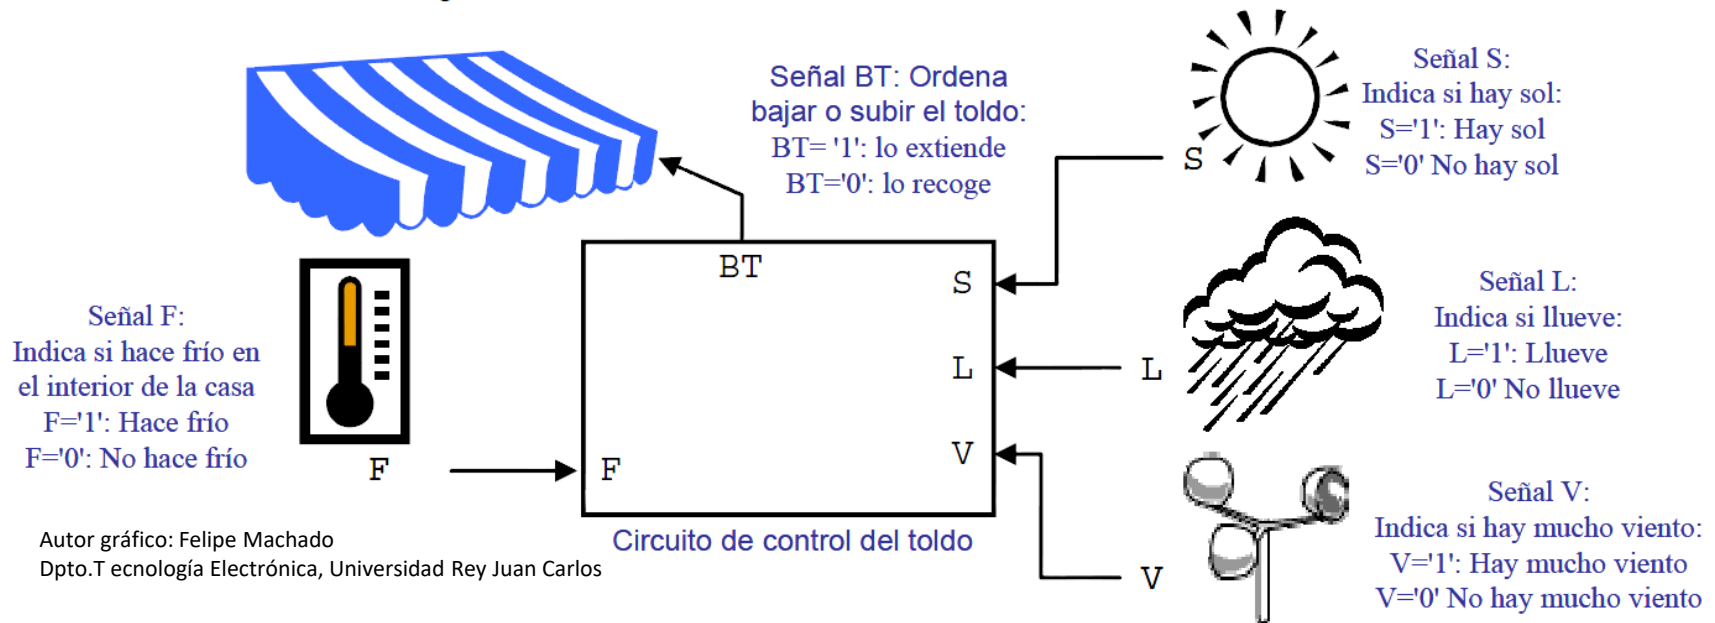 Señal BT: Ordena
bajar o subir el toldo:
BT= '1': lo extiende
BT='0': lo recoge
Señal S:
Indica si hay sol:
S='1': Hay sol
S='0' No hay sol
S
BT
S
L
V
F
Señal F:
Indica si hace frío en
el interior de la casa
F='1': Hace frío
F='0': No hace frío
F
L
Señal L:
Indica si llueve:
L='1': Llueve
L='0' No llueve
V
Señal V:
Indica si hay mucho viento:
V='1': Hay mucho viento
V='0' No hay mucho viento
Circuito de control del toldo
Autor gráfico: Felipe Machado
Dpto.T ecnología Electrónica, Universidad Rey Juan Carlos